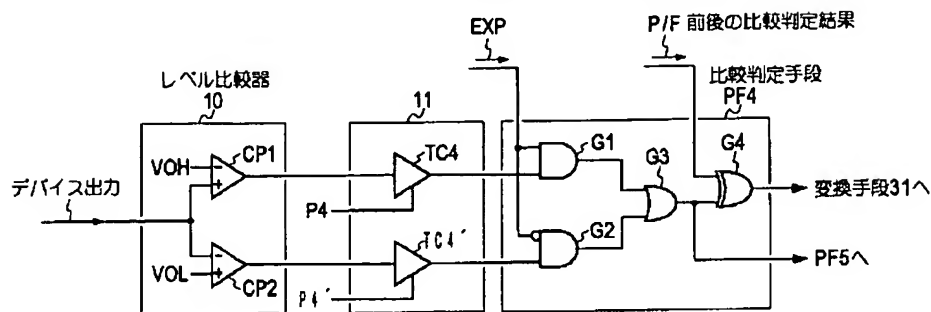 EXP
P/F 前後の比較判定結果
レベル比較器
10
11
比較判定手段
PF4
VOH
CP1
TC4
G1
G3
G4
デバイス出力
P4
変換手段31へ
G2
TC4´
VOL
CP2
P4´
PF5へ